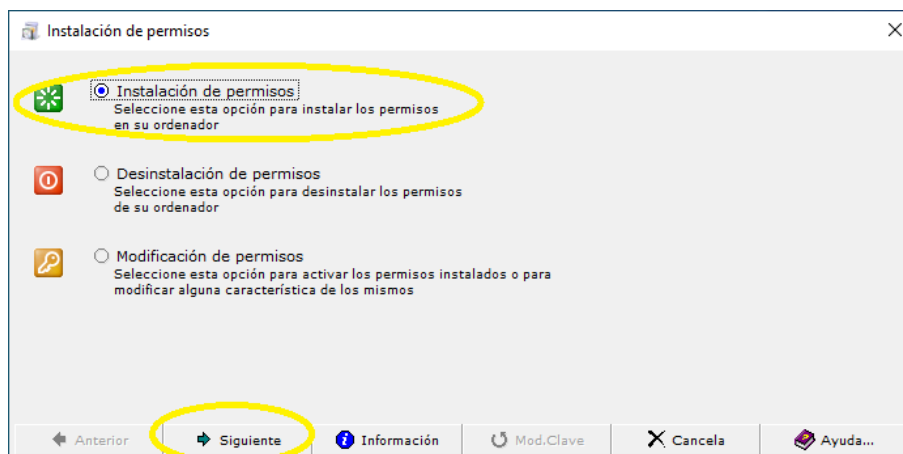 Instalación de permisos
Instalación de permisos
Seleccione esta opción para instalar los permisos
en su ordenador
Desinstalación de permisos
Seleccione esta opción para desinstalar los permisos
de su ordenador
Modificación de permisos
Seleccione esta opción para activar los permisos instalados o para
modificar alguna característica de los mismos
Anterior Siguiente Información Mod.Clave Cancela Ayuda...